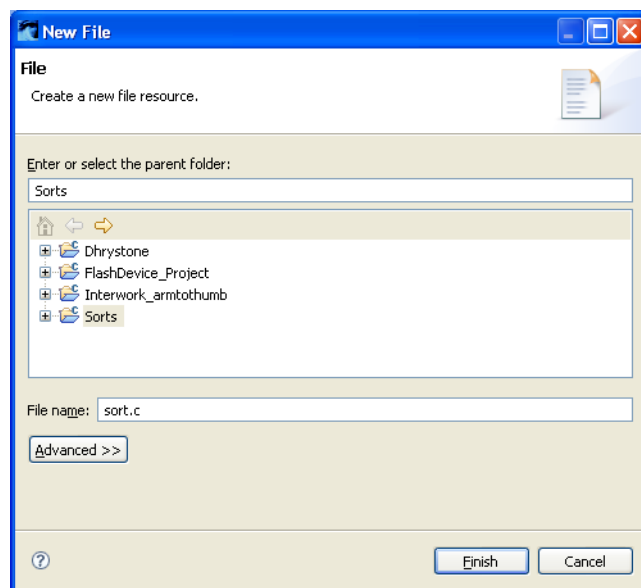 New File
File
Create a new file resource.
Enter or select the parent folder:
Sorts
Dhrystone
FlashDevice_Project
Interwork_armtothumb
Sorts
File name: sort.c
Advanced >>
Finish Cancel